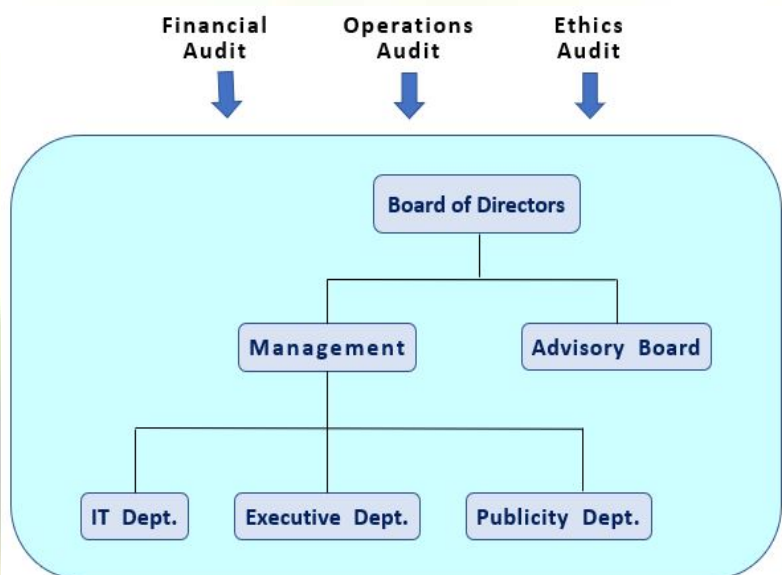 Financial Audit
Operations Audit
Ethics Audit
Board of Directors
Management
Advisory Board
IT Dept.
Executive Dept.
Publicity Dept.